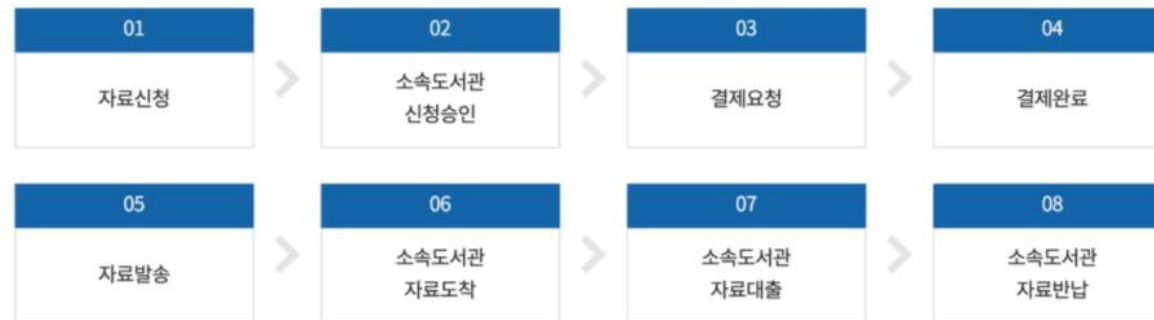 01
자료신청
02
소속도서관
신청승인
03
결제요청
04
결제완료
05
자료발송
06
소속도서관
자료도착
07
소속도서관
자료대출
08
소속도서관
자료반납